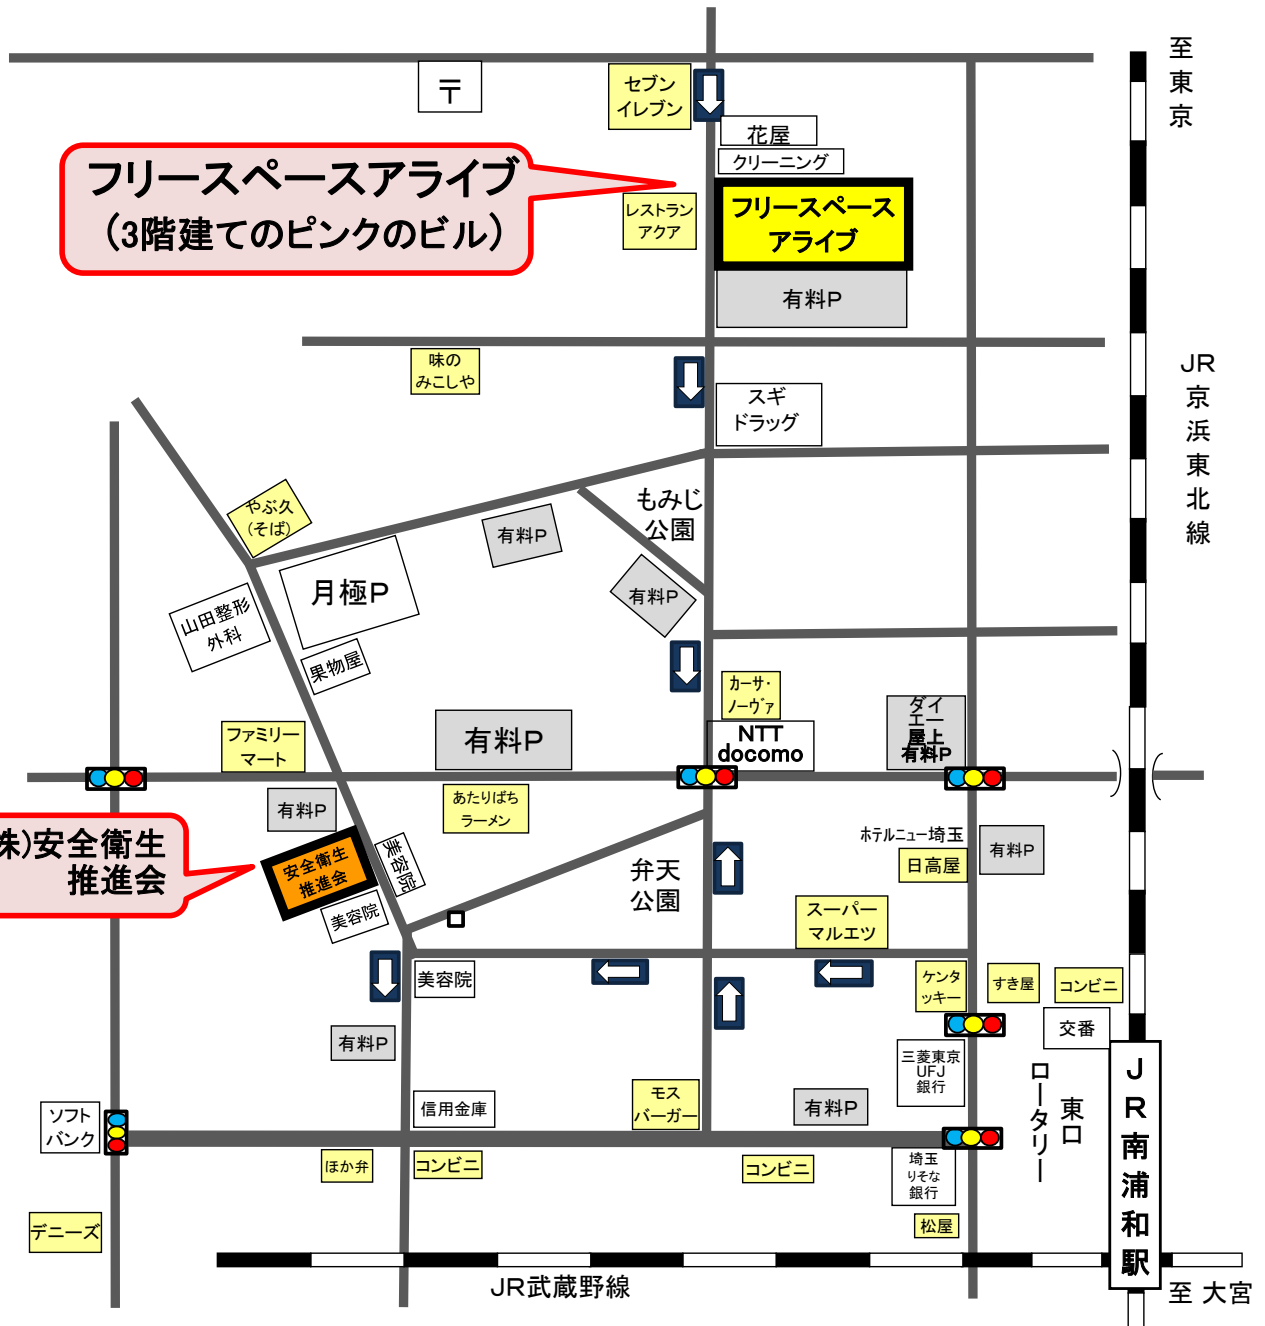 至
東
京
〒
セブン
イレブン
花屋
クリーニング
フリースペースアライブ
（3階建てのピンクのビル）
レストラン
アクア
フリースペース
アライブ
有料P
味の
みこしや
スギ
ドラッグ
JR
京
浜
東
北
線
やぶ久
(そば)
有料P
もみじ
公園
月極P
有料P
山田整形
外科
果物屋
カーサ・
ノーヴァ
ファミリー
マート
有料P
NTT
docomo
ダイ
エー
屋上
有料P
有料P
あたりばち
ラーメン
株)安全衛生
推進会
安全衛生
推進会
美容院
美容院
弁天
公園
ホテルニュー埼玉
日高屋
有料P
スーパー
マルエツ
美容院
ケンタ
ッキー
すき屋
コンビニ
交番
有料P
三菱東京
UFJ
銀行
ロータリー
東口
JR南浦和駅
ソフト
バンク
信用金庫
モス
バーガー
有料P
ほか弁
コンビニ
コンビニ
埼玉
りそな
銀行
デニーズ
松屋
JR武蔵野線
至 大宮